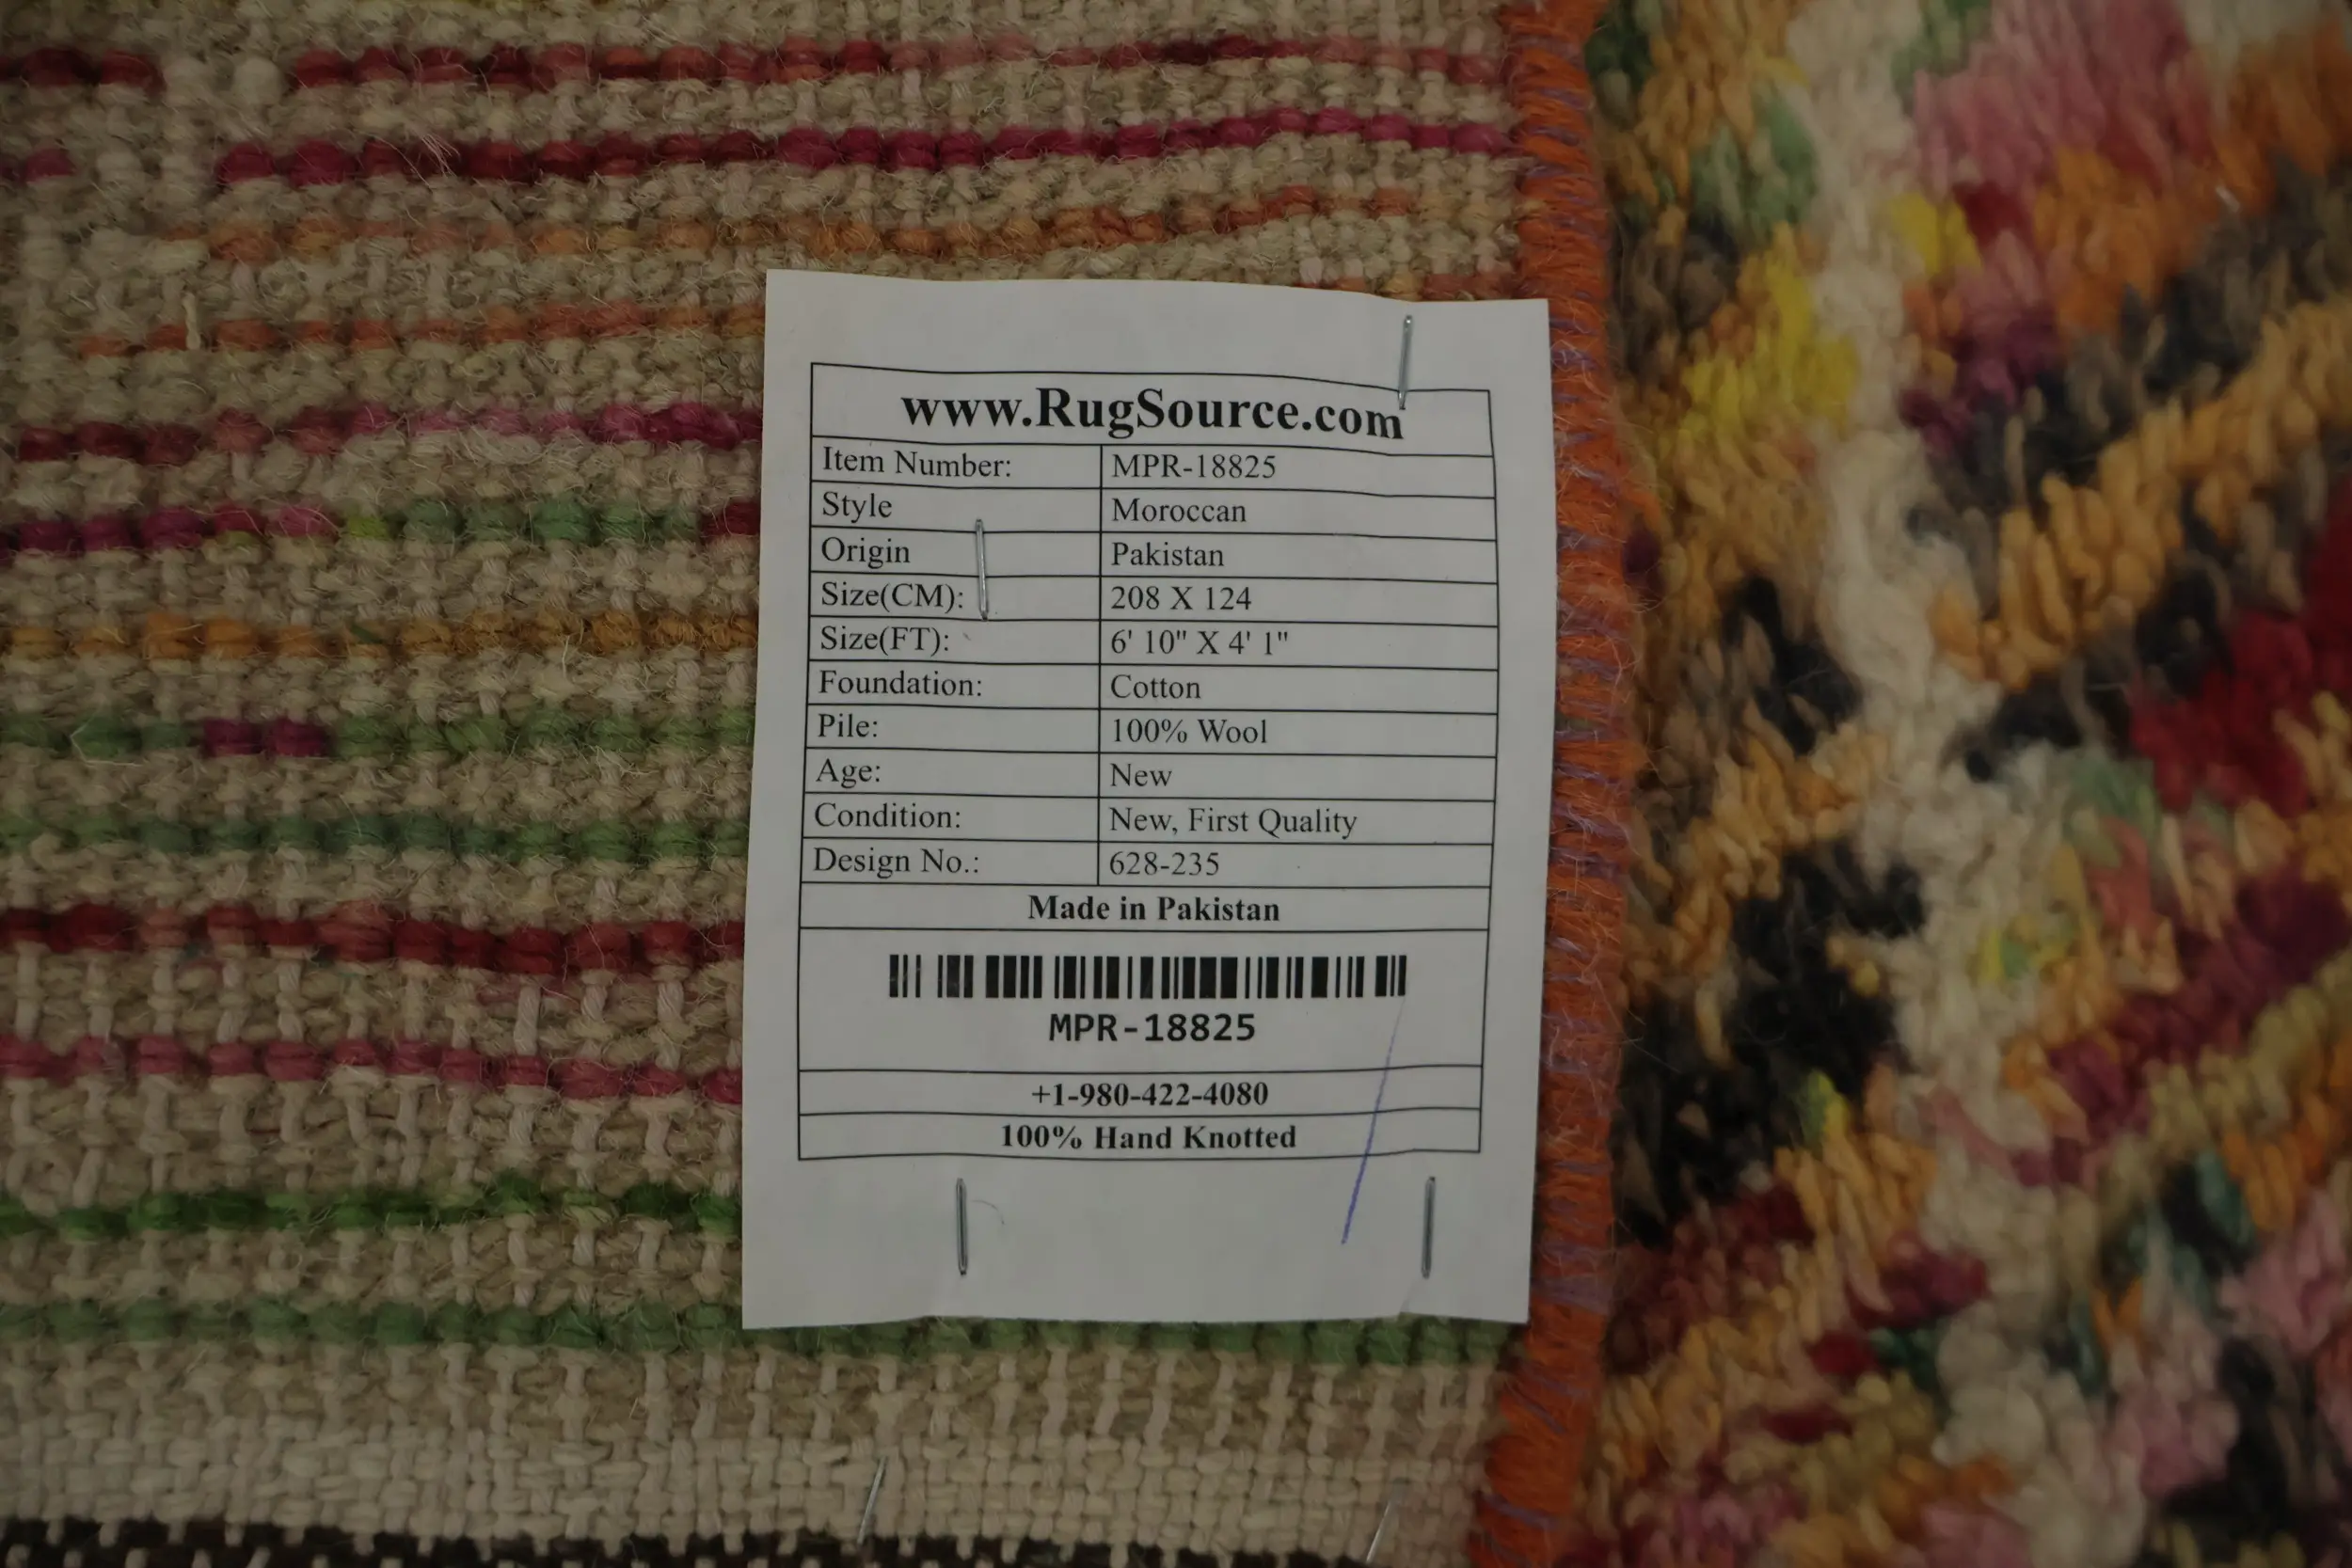 www.RugSource.com
Item Number: MPR-18825
Style Moroccan
Origin Pakistan
Size(CM): 208 X 124
Size(FT): 6' 10" X 4' 1"
Foundation: Cotton
Pile: 100% Wool
Age: New
Condition: New, First Quality
Design No.: 628-235
Made in Pakistan
MPR-18825
+1-980-422-4080
100% Hand Knotted